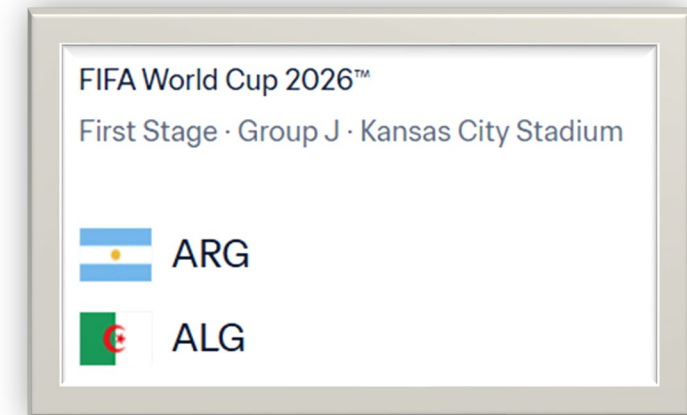 FIFA World Cup 2026™
First Stage · Group J · Kansas City Stadium
ARG
ALG